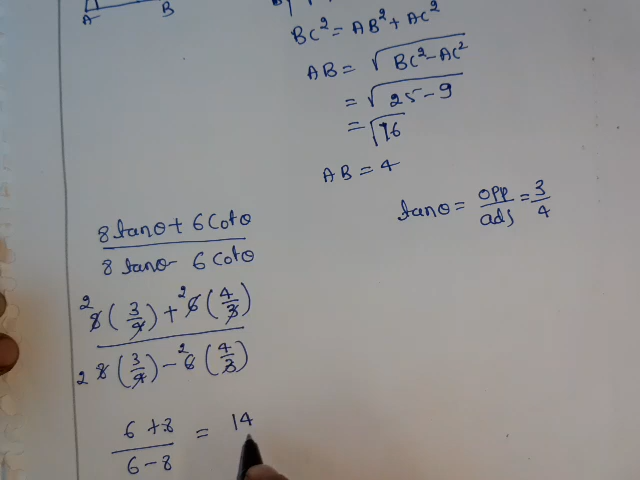 A B
BC² = AB² + AC²
AB = √(BC² - AC²)
= √(25 - 9)
= √16
AB = 4
tanθ = opp/adj = 3/4
8 tanθ + 6 cotθ
8 tanθ - 6 cotθ
2 8 (3/4) + 2 6 (4/3)
2 8 (3/4) - 2 6 (4/3)
6 + 8 = 14
6 - 8